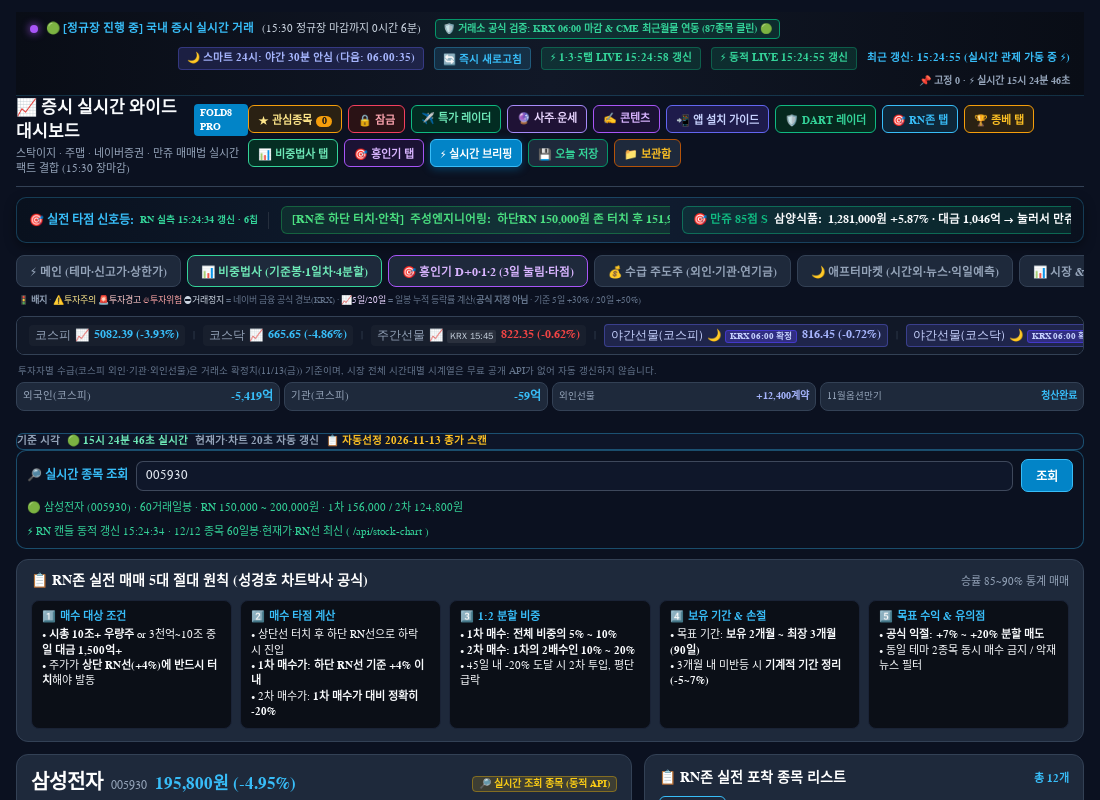 [정규장 진행 중] 국내 증시 실시간 거래 (15:30 정규장 마감까지 0시간 6분) 🛡️ 거래소 공식 검증: KRX 06:00 마감 & CME 최근월물 연동 (87종목 클린) 🟢
🌙 스마트 24시: 야간 30분 안심 (다음: 06:00:35) 🔄 즉시 새로고침 ⚡ 1·3·5탭 LIVE 15:24:58 갱신 ⚡ 동적 LIVE 15:24:55 갱신 최근 갱신: 15:24:55 (실시간 관제 가동 중 ⚡)
📌 고정 0 · ⚡ 실시간 15시 24분 46초
📈 증시 실시간 와이드 대시보드
FOLD8 PRO
★ 관심종목 0 🔒 잠금 ✈️ 특가 레이더 🔮 사주·운세 ✍️ 콘텐츠 📲 앱 설치 가이드 🛡️ DART 레이더 🎯 RN존 탭 🏆 종베 탭
스탁이지 · 주맵 · 네이버증권 · 만쥬 매매법 실시간
팩트 결합 (15:30 장마감)
📊 비중법사 탭 🎯 홍인기 탭 ⚡ 실시간 브리핑 💾 오늘 저장 📁 보관함
🎯 실전 타점 신호등: RN 실측 15:24:34 갱신 · 6칩 [RN존 하단 터치·안착] 주성엔지니어링: 하단RN 150,000원 존 터치 후 151,9 🎯 만쥬 85점 S 삼양식품: 1,281,000원 +5.87% · 대금 1,046억 → 눌러서 만쥬
⚡ 메인 (테마·신고가·상한가) 📊 비중법사 (기준봉·1일차·4분할) 🎯 홍인기 D+0·1·2 (3일 눌림·타점) 💰 수급 주도주 (외인·기관·연기금) 🌙 애프터마켓 (시간외·뉴스·익일예측) 📊 시장 &
🚦 배지 · ⚠️투자주의 🚨투자경고 ⛔투자위험 ⛔거래정지 = 네이버 금융 공식 경보(KRX) · 📈5일/20일 = 일봉 누적 등락률 계산(공식 지정 아님 · 기준 5일 +30% / 20일 +50%)
코스피 📈 5082.39 (-3.93%) 코스닥 📈 665.65 (-4.86%) 주간선물 📈 KRX 15:45 822.35 (-0.62%) 야간선물(코스피) 🌙 KRX 06:00 확정 816.45 (-0.72%) 야간선물(코스닥) 🌙 KRX 06:00
투자자별 수급(코스피 외인·기관·외인선물)은 거래소 확정치(11/13(금)) 기준이며, 시장 전체 시간대별 시계열은 무료 공개 API가 없어 자동 갱신하지 않습니다.
외국인(코스피) -5,419억 기관(코스피) -59억 외인선물 +12,400계약 11월옵션만기 청산완료
기준 시각 🟢 15시 24분 46초 실시간 현재가·차트 20초 자동 갱신 📋 자동선정 2026-11-13 종가 스캔
🔎 실시간 종목 조회 005930 조회
🟢 삼성전자 (005930) · 60거래일봉 · RN 150,000 ~ 200,000원 · 1차 156,000 / 2차 124,800원
⚡ RN 캔들 동적 갱신 15:24:34 · 12/12 종목 60일봉·현재가·RN선 최신 ( /api/stock-chart )
📋 RN존 실전 매매 5대 절대 원칙 (성경호 차트박사 공식) 승률 85~90% 통계 매매
1️⃣ 매수 대상 조건
• 시총 10조+ 우량주 or 3천억~10조 중
일 대금 1,500억+
• 주가가 상단 RN선(+4%)에 반드시 터
치해야 발동
2️⃣ 매수 타점 계산
• 상단선 터치 후 하단 RN선으로 하락
시 진입
• 1차 매수가: 하단 RN선 기준 +4% 이
내
• 2차 매수가: 1차 매수가 대비 정확히
-20%
3️⃣ 1:2 분할 비중
• 1차 매수: 전체 비중의 5% ~ 10%
• 2차 매수: 1차의 2배수인 10% ~ 20%
• 45일 내 -20% 도달 시 2차 투입, 평단
급락
4️⃣ 보유 기간 & 손절
• 목표 기간: 보유 2개월 ~ 최장 3개월
(90일)
• 3개월 내 미반등 시 기계적 기간 정리
(-5~7%)
5️⃣ 목표 수익 & 유의점
• 공식 익절: +7% ~ +20% 분할 매도
• 동일 테마 2종목 동시 매수 금지 / 악재
뉴스 필터
삼성전자 005930 195,800원 (-4.95%) 🔎 실시간 조회 종목 (동적 API)
📋 RN존 실전 포착 종목 리스트 총 12개